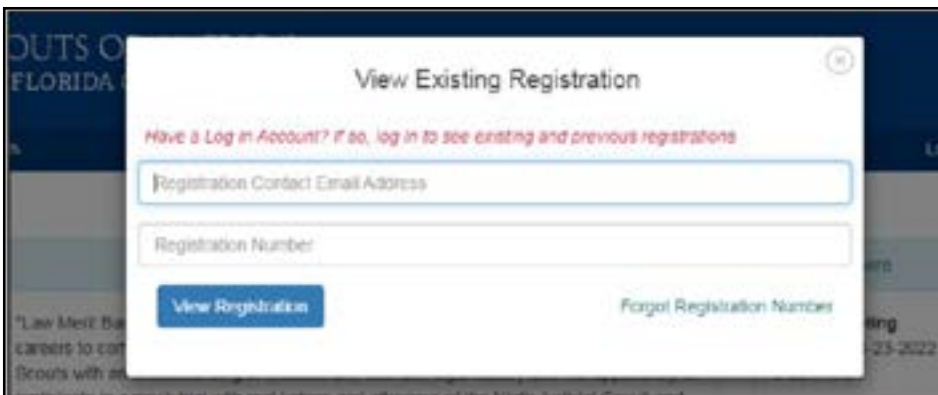 OUTS O
FLORIDA
View Existing Registration
Have a Log in Account? If so, log in to see existing and previous registrations
Registration Contact Email Address
Registration Number
View Registration
Forgot Registration Number
"Law Merit Ba
ting
careers to com
-23-2022
Scouts with